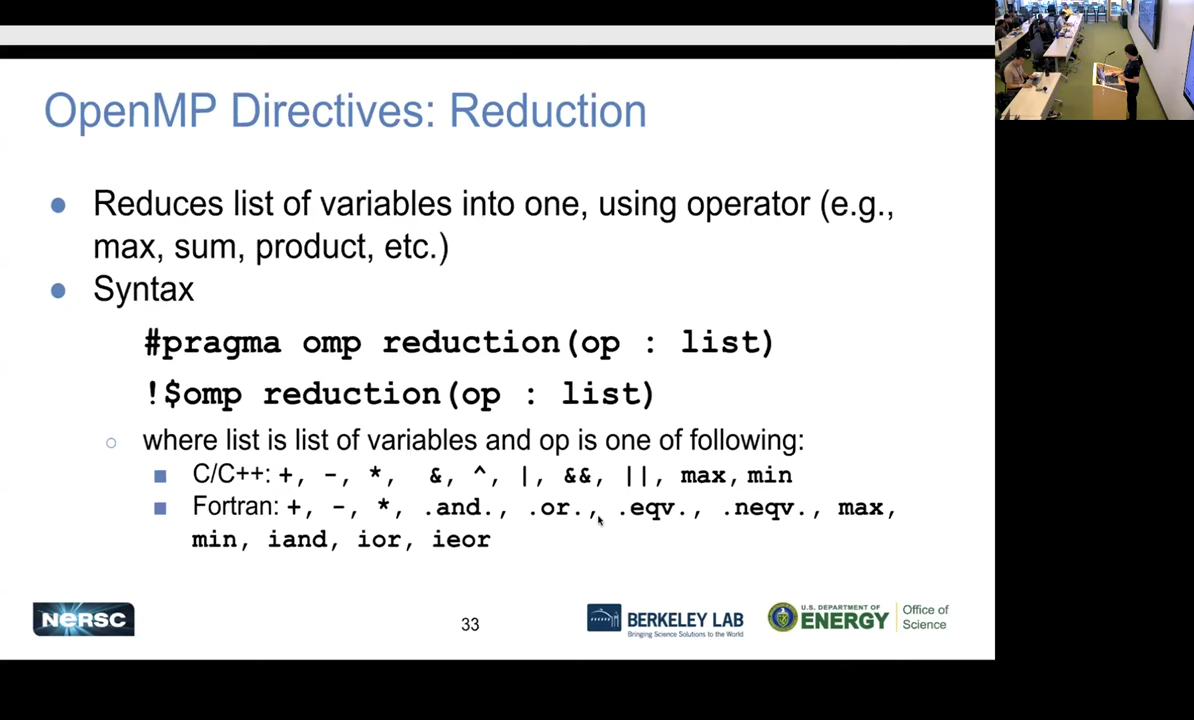 OpenMP Directives: Reduction
● Reduces list of variables into one, using operator (e.g.,
max, sum, product, etc.)
● Syntax
#pragma omp reduction(op : list)
!$omp reduction(op : list)
○ where list is list of variables and op is one of following:
■ C/C++: +, -, *, &, ^, |, &&, ||, max, min
■ Fortran: +, -, *, .and., .or., .eqv., .neqv., max,
min, iand, ior, ieor
NERSC
33
BERKELEY LAB
Bringing Science Solutions to the World
U.S. DEPARTMENT OF
ENERGY
Office of
Science